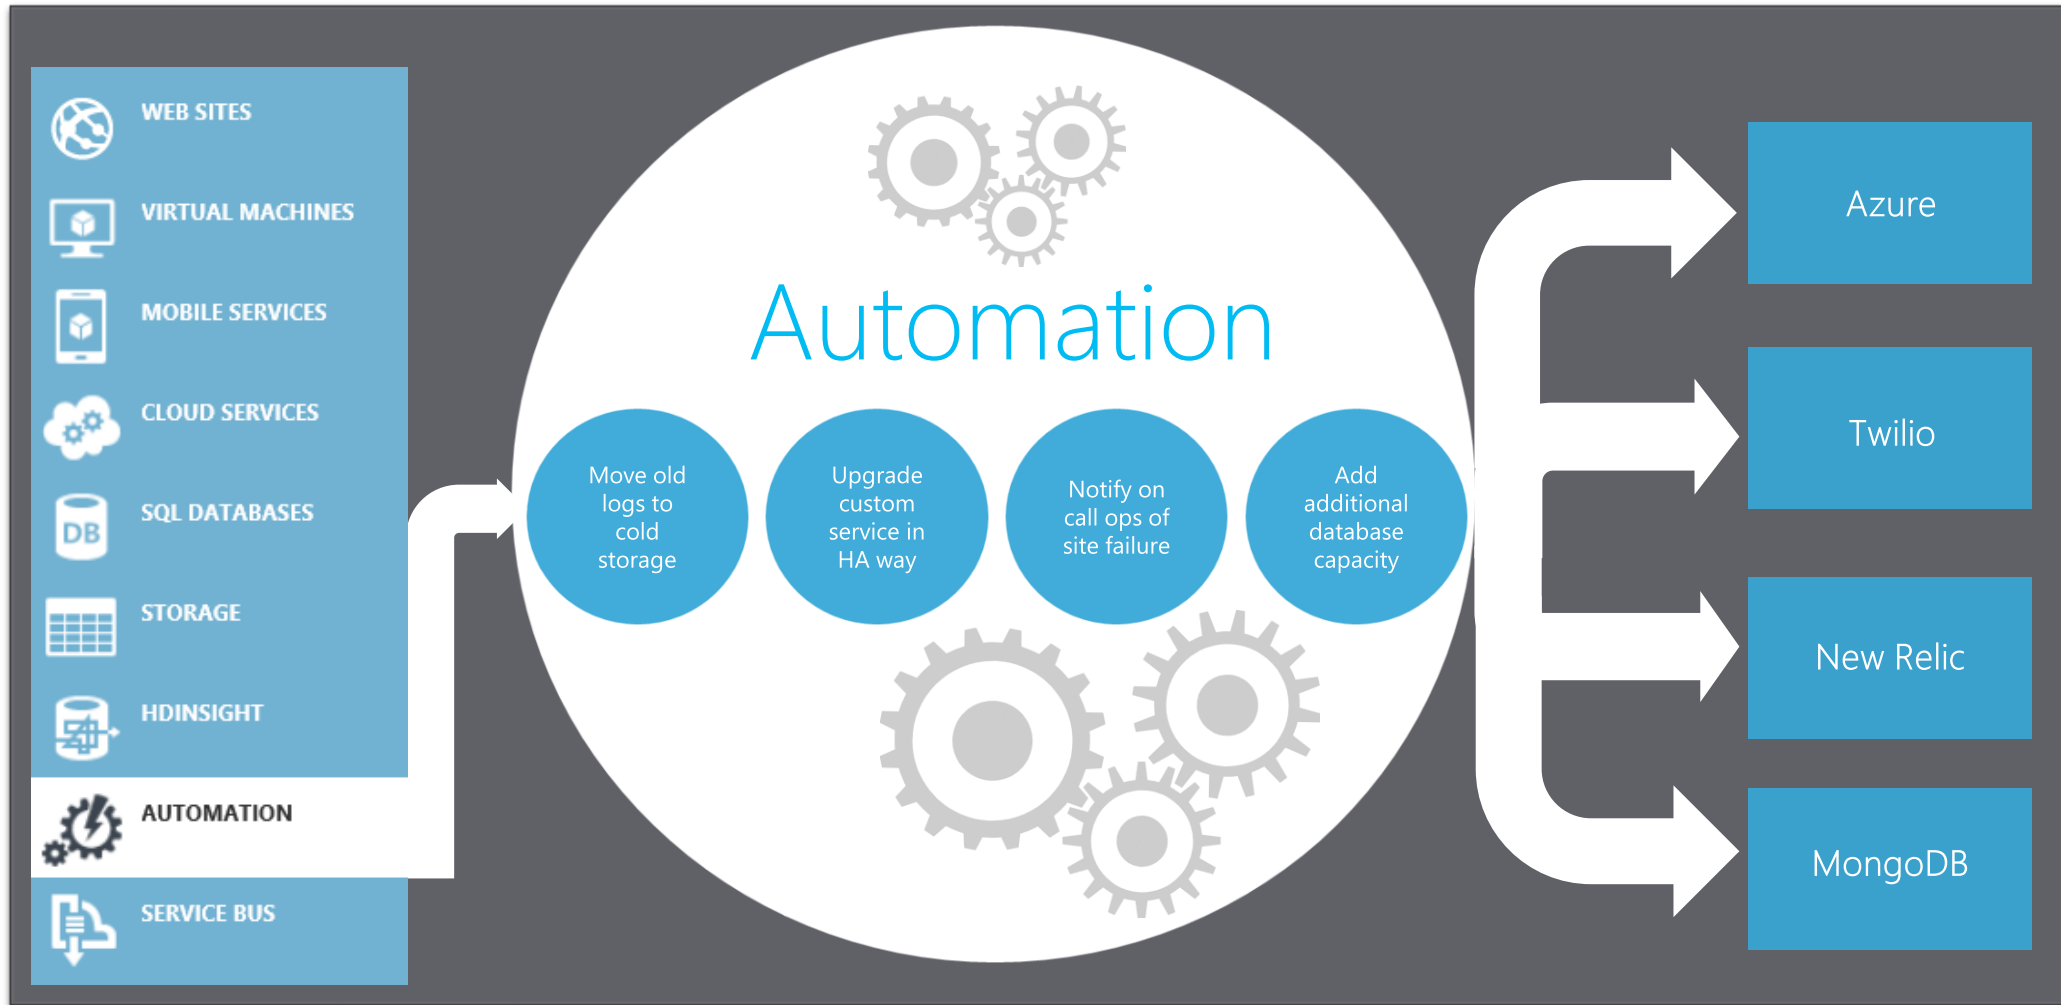 WEB SITES
VIRTUAL MACHINES
MOBILE SERVICES
CLOUD SERVICES
DB
SQL DATABASES
STORAGE
HDINSIGHT
AUTOMATION
SERVICE BUS
Automation
Move old
logs to
cold
storage
Upgrade
custom
service in
HA way
Notify on
call ops of
site failure
Add
additional
database
capacity
Azure
Twilio
New Relic
MongoDB